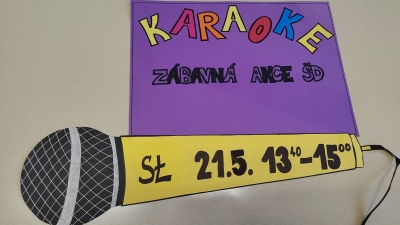 KARAOKE
ZÁBAVNÁ AKCE ŠD
St 21.5. 13⁴⁰-15⁰⁰